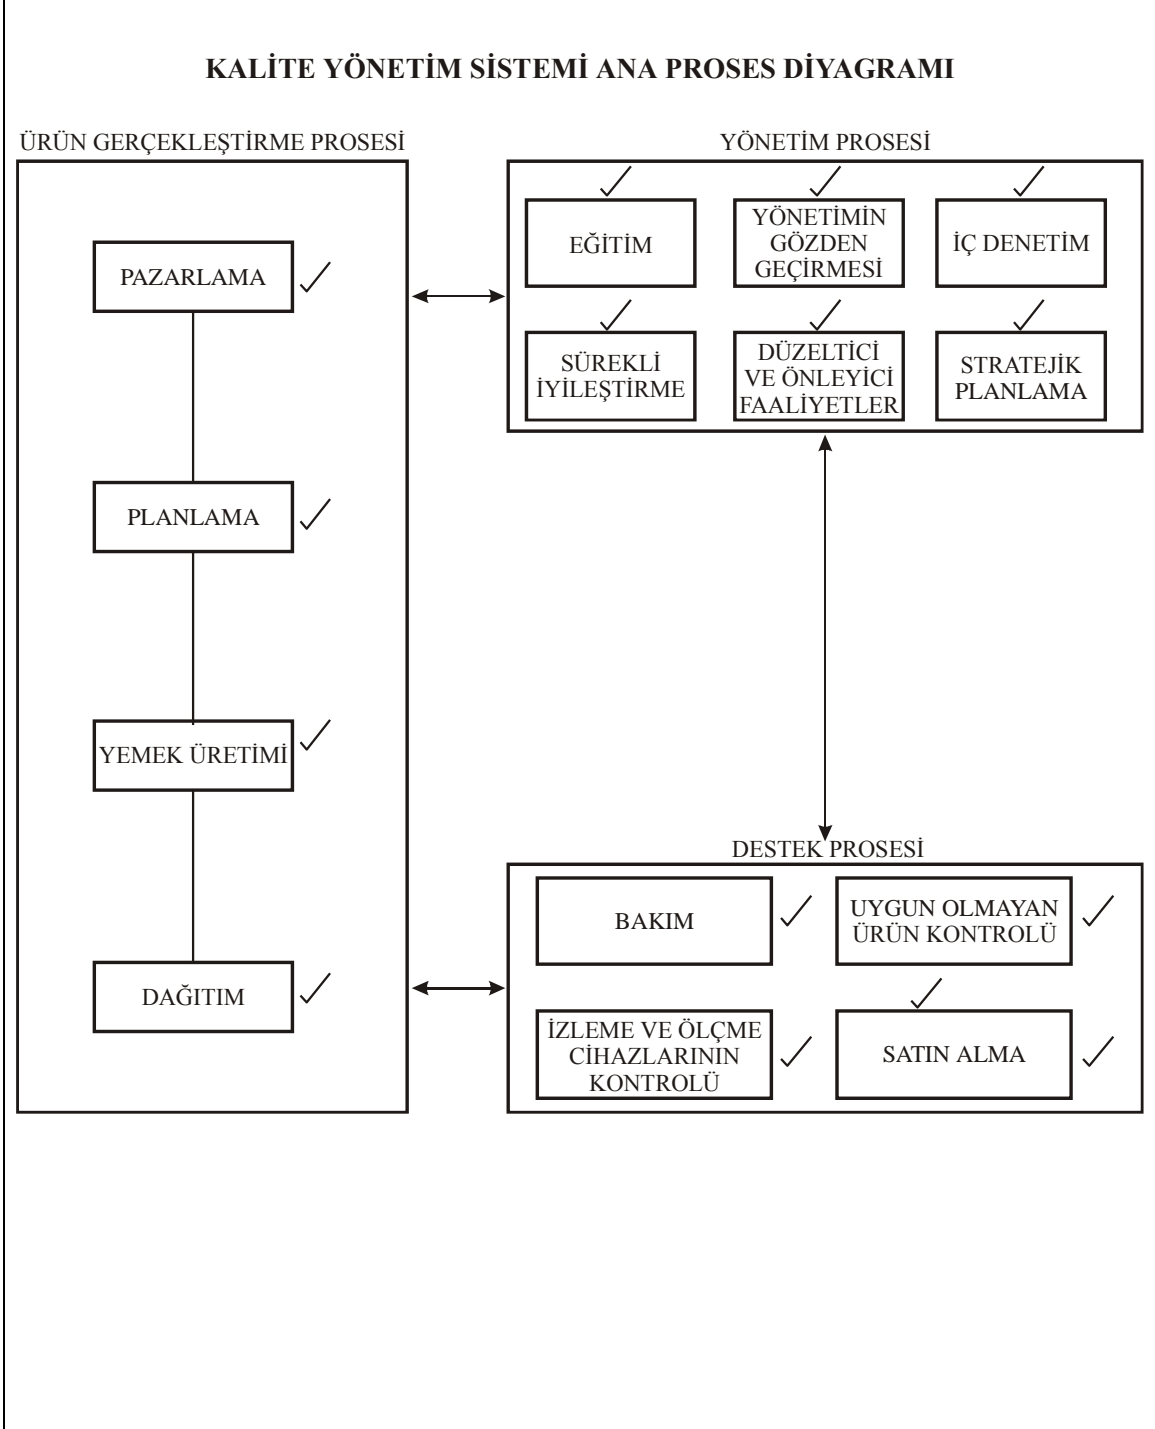 KALİTE YÖNETİM SİSTEMİ ANA PROSES DİYAGRAMI
ÜRÜN GERÇEKLEŞTİRME PROSESİ
PAZARLAMA
PLANLAMA
YEMEK ÜRETİMİ
DAĞITIM
YÖNETİM PROSESİ
EĞİTİM
YÖNETİMİN
GÖZDEN
GEÇİRMESİ
İÇ DENETİM
SÜREKLİ
İYİLEŞTİRME
DÜZELTİCİ
VE ÖNLEYİCİ
FAALİYETLER
STRATEJİK
PLANLAMA
DESTEK PROSESİ
BAKIM
UYGUN OLMAYAN
ÜRÜN KONTROLÜ
İZLEME VE ÖLÇME
CİHAZLARININ
KONTROLÜ
SATIN ALMA